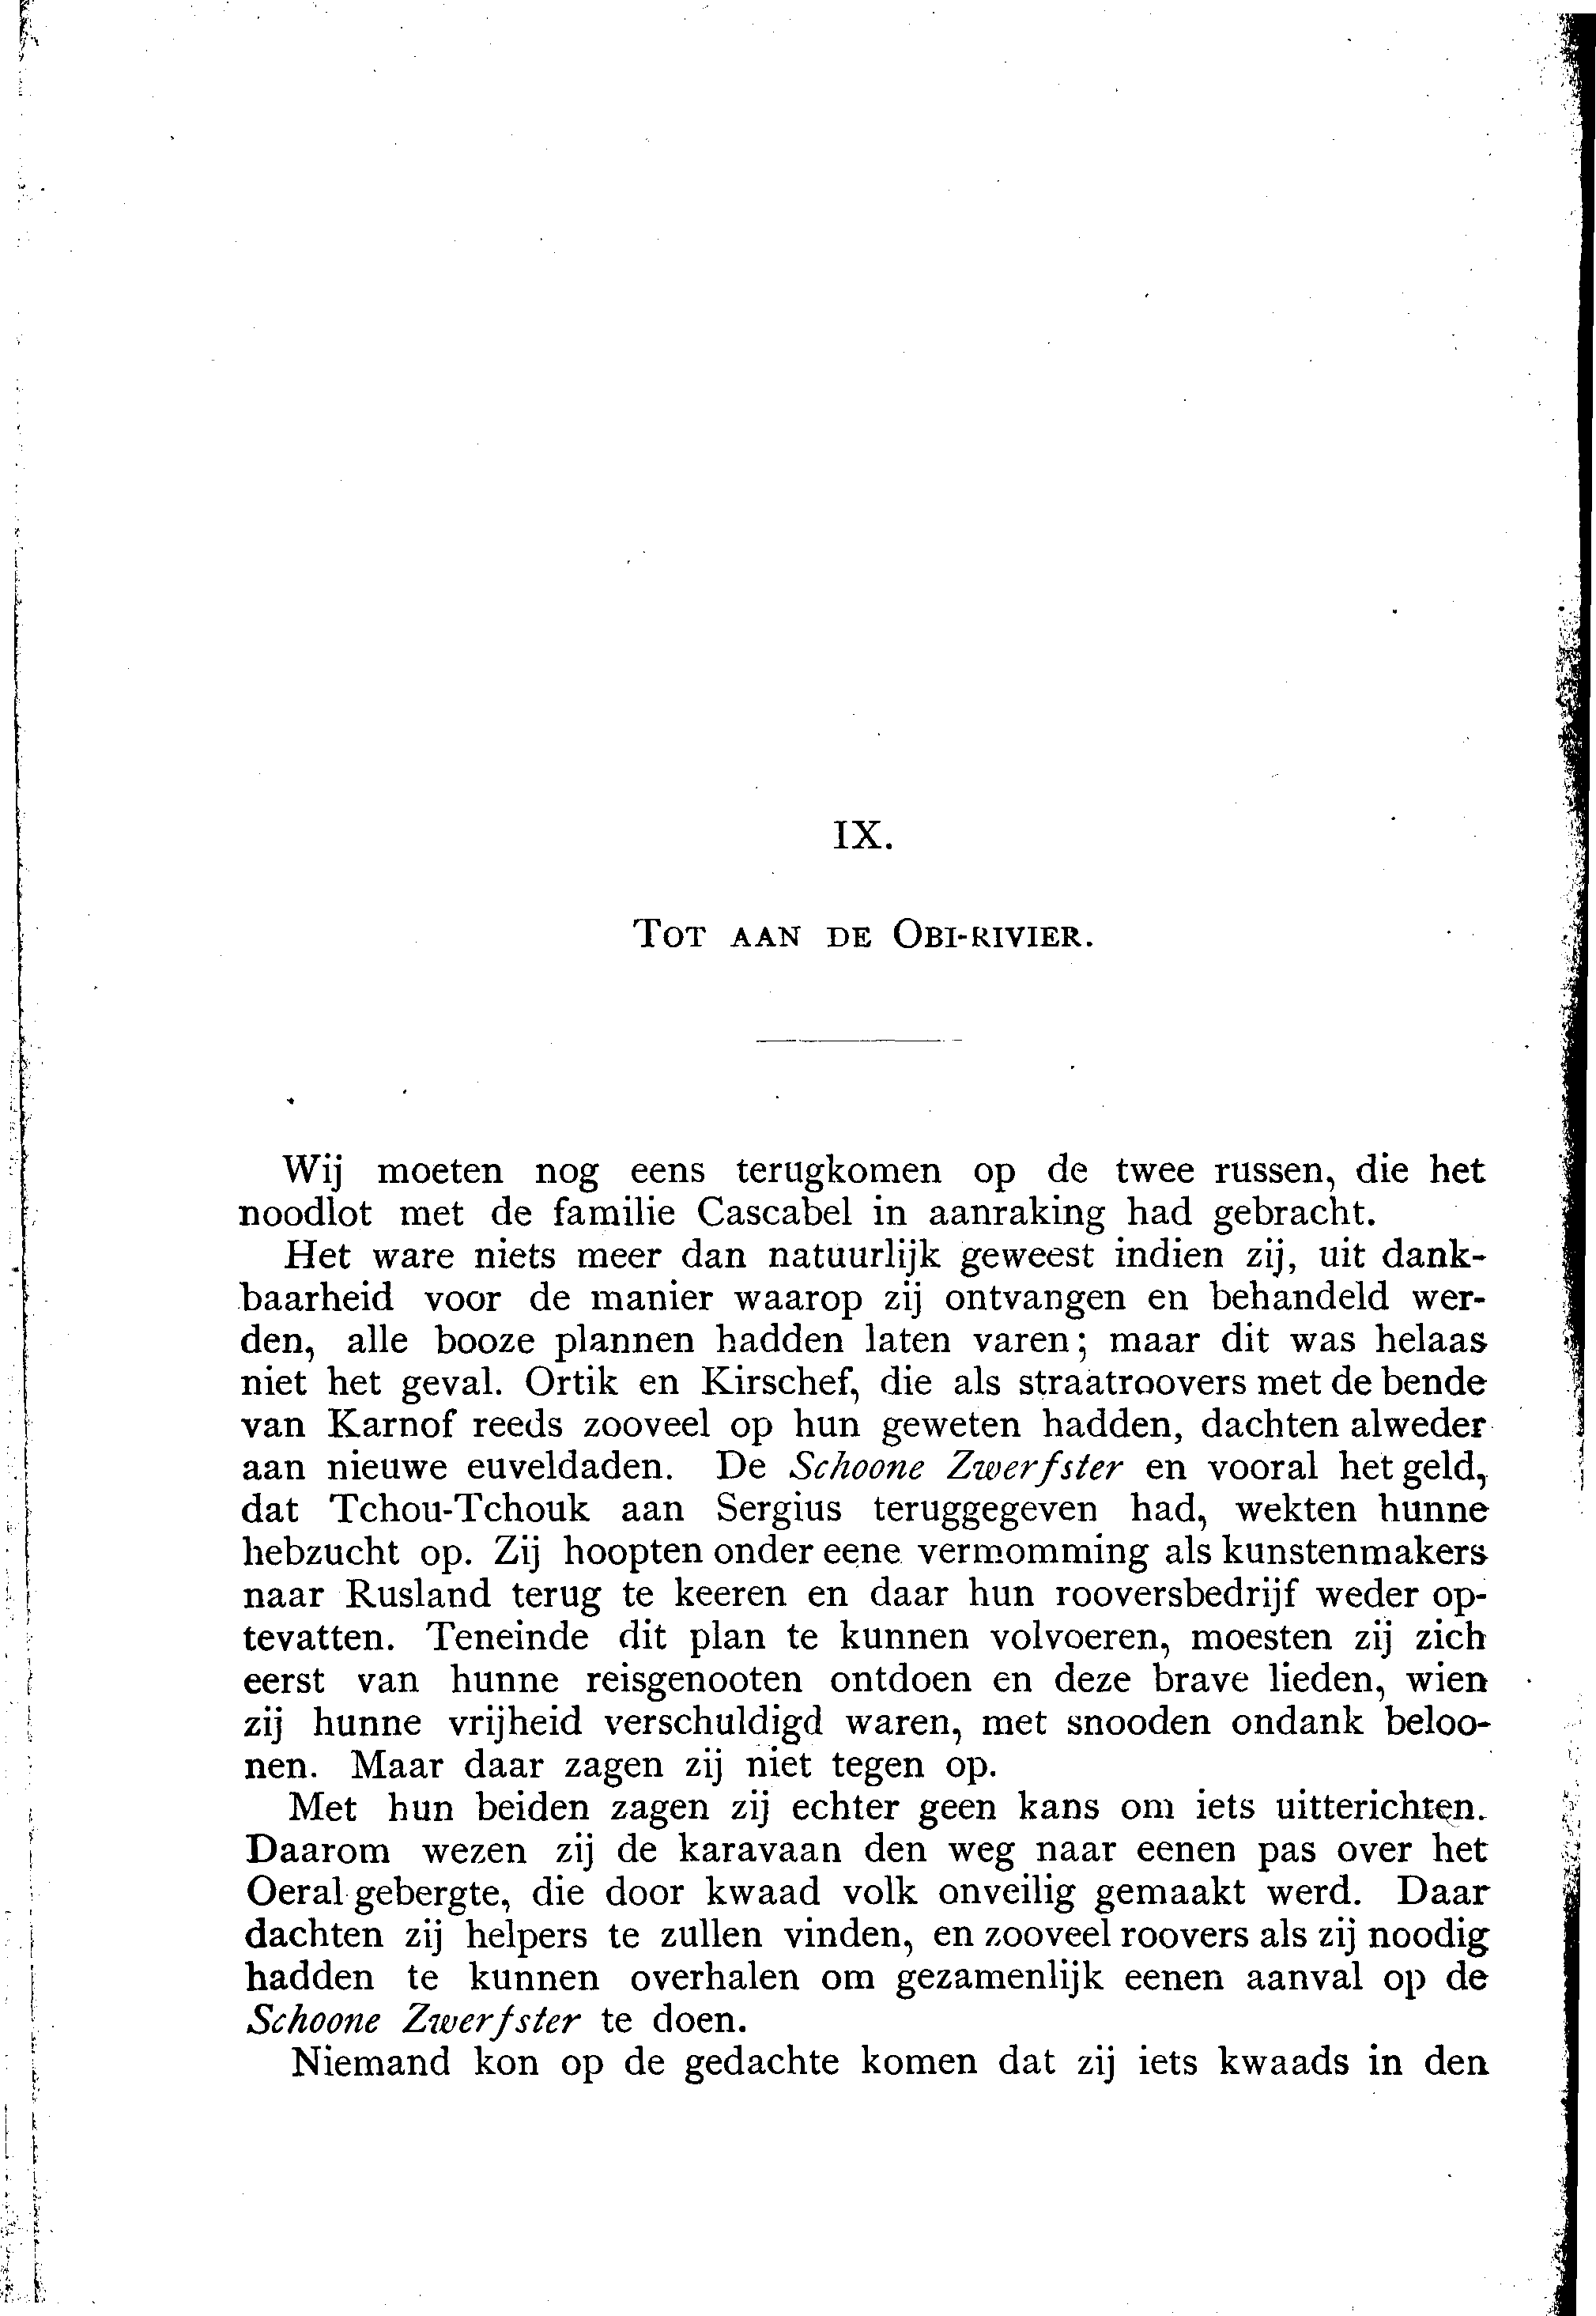 IX.
TOT AAN DE OBI-RIVIER.
Wij moeten nog eens terugkomen op de twee russen, die het
noodlot met de familie Cascabel in aanraking had gebracht.
Het ware niets meer dan natuurlijk geweest indien zij, uit dank-
baarheid voor de manier waarop zij ontvangen en behandeld wer-
den, alle booze plannen hadden laten varen; maar dit was helaas
niet het geval. Ortik en Kirschef, die als straatroovers met de bende
van Karnof reeds zooveel op hun geweten hadden, dachten alweder
aan nieuwe euveldaden. De Schoone Zwerfster en vooral het geld,
dat Tchou-Tchouk aan Sergius teruggegeven had, wekten hunne
hebzucht op. Zij hoopten onder eene vermomming als kunstenmakers
naar Rusland terug te keeren en daar hun rooversbedrijf weder op-
tevatten. Teneinde dit plan te kunnen volvoeren, moesten zij zich
eerst van hunne reisgenooten ontdoen en deze brave lieden, wien
zij hunne vrijheid verschuldigd waren, met snooden ondank beloo-
nen. Maar daar zagen zij niet tegen op.
Met hun beiden zagen zij echter geen kans om iets uitterichten.
Daarom wezen zij de karavaan den weg naar eenen pas over het
Oeral gebergte, die door kwaad volk onveilig gemaakt werd. Daar
dachten zij helpers te zullen vinden, en zooveel roovers als zij noodig
hadden te kunnen overhalen om gezamenlijk eenen aanval op de
Schoone Zwerfster te doen.
Niemand kon op de gedachte komen dat zij iets kwaads in den